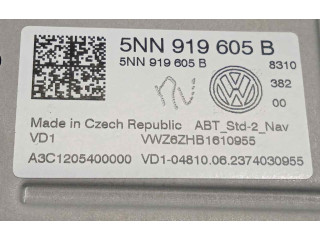 5NN 919 605 B
5NN 919 605 B 8310
382
00
Made in Czech Republic ABT_Std-2_Nav
VD1 VWZ6ZHB1610955
A3C1205400000 VD1-04810.06.2374030955